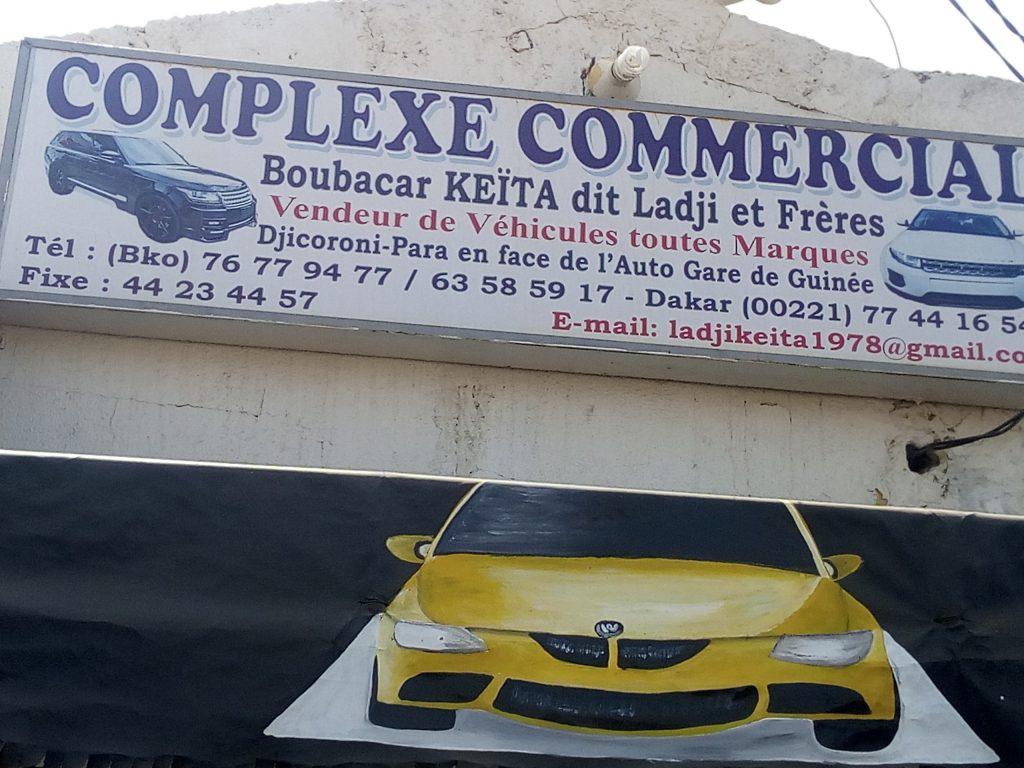 COMPLEXE COMMERCIAL
Boubacar KEÏTA dit Ladji et Frères
Vendeur de Véhicules toutes Marques
Djicoroni-Para en face de l'Auto Gare de Guinée
Tél : (Bko) 76 77 94 77 / 63 58 59 17 - Dakar (00221) 77 44 16 54
Fixe : 44 23 44 57
E-mail: ladjikeita1978@gmail.co